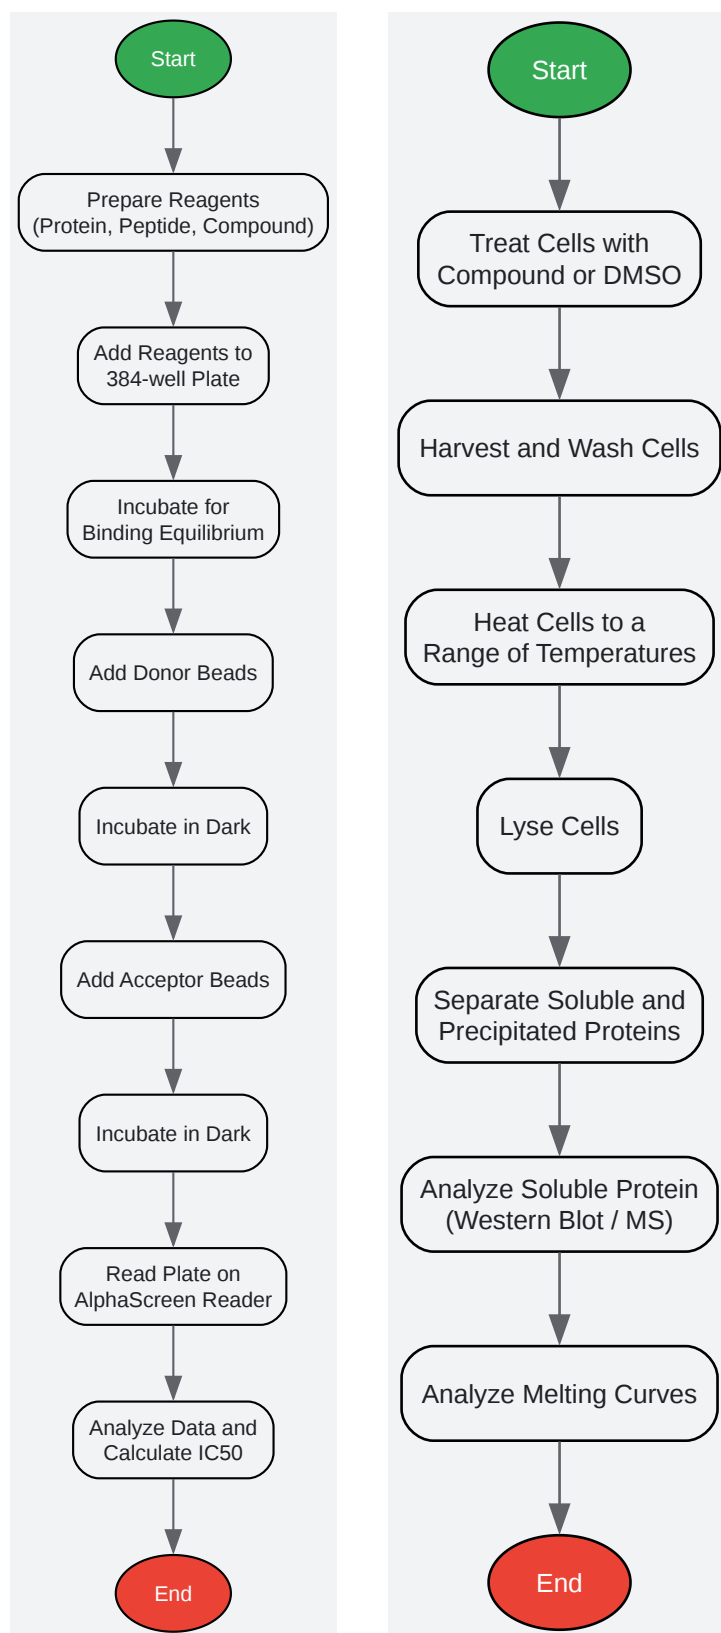 Start
Prepare Reagents
(Protein, Peptide, Compound)
Add Reagents to
384-well Plate
Incubate for
Binding Equilibrium
Add Donor Beads
Incubate in Dark
Add Acceptor Beads
Incubate in Dark
Read Plate on
AlphaScreen Reader
Analyze Data and
Calculate IC50
End
Start
Treat Cells with
Compound or DMSO
Harvest and Wash Cells
Heat Cells to a
Range of Temperatures
Lyse Cells
Separate Soluble and
Precipitated Proteins
Analyze Soluble Protein
(Western Blot / MS)
Analyze Melting Curves
End